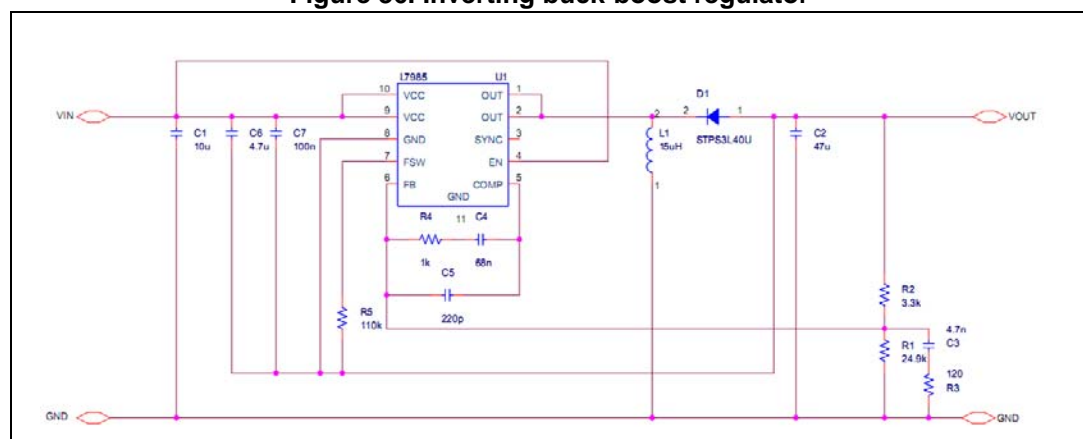 Figure 30. Inverting buck-boost regulator
L7985
U1
10 VCC OUT 1
9 VCC OUT 2
8 GND SYNC 3
7 FSW EN 4
6 FB COMP 5
GND
11
VIN
C1
10u
C6
4.7u
C7
100n
D1
2
1
STPS3L40U
2
L1
15uH
1
C2
47u
VOUT
R4
1k
C4
68n
C5
220p
R5
110k
R2
3.3k
R1
24.9k
4.7n
C3
120
R3
GND
GND